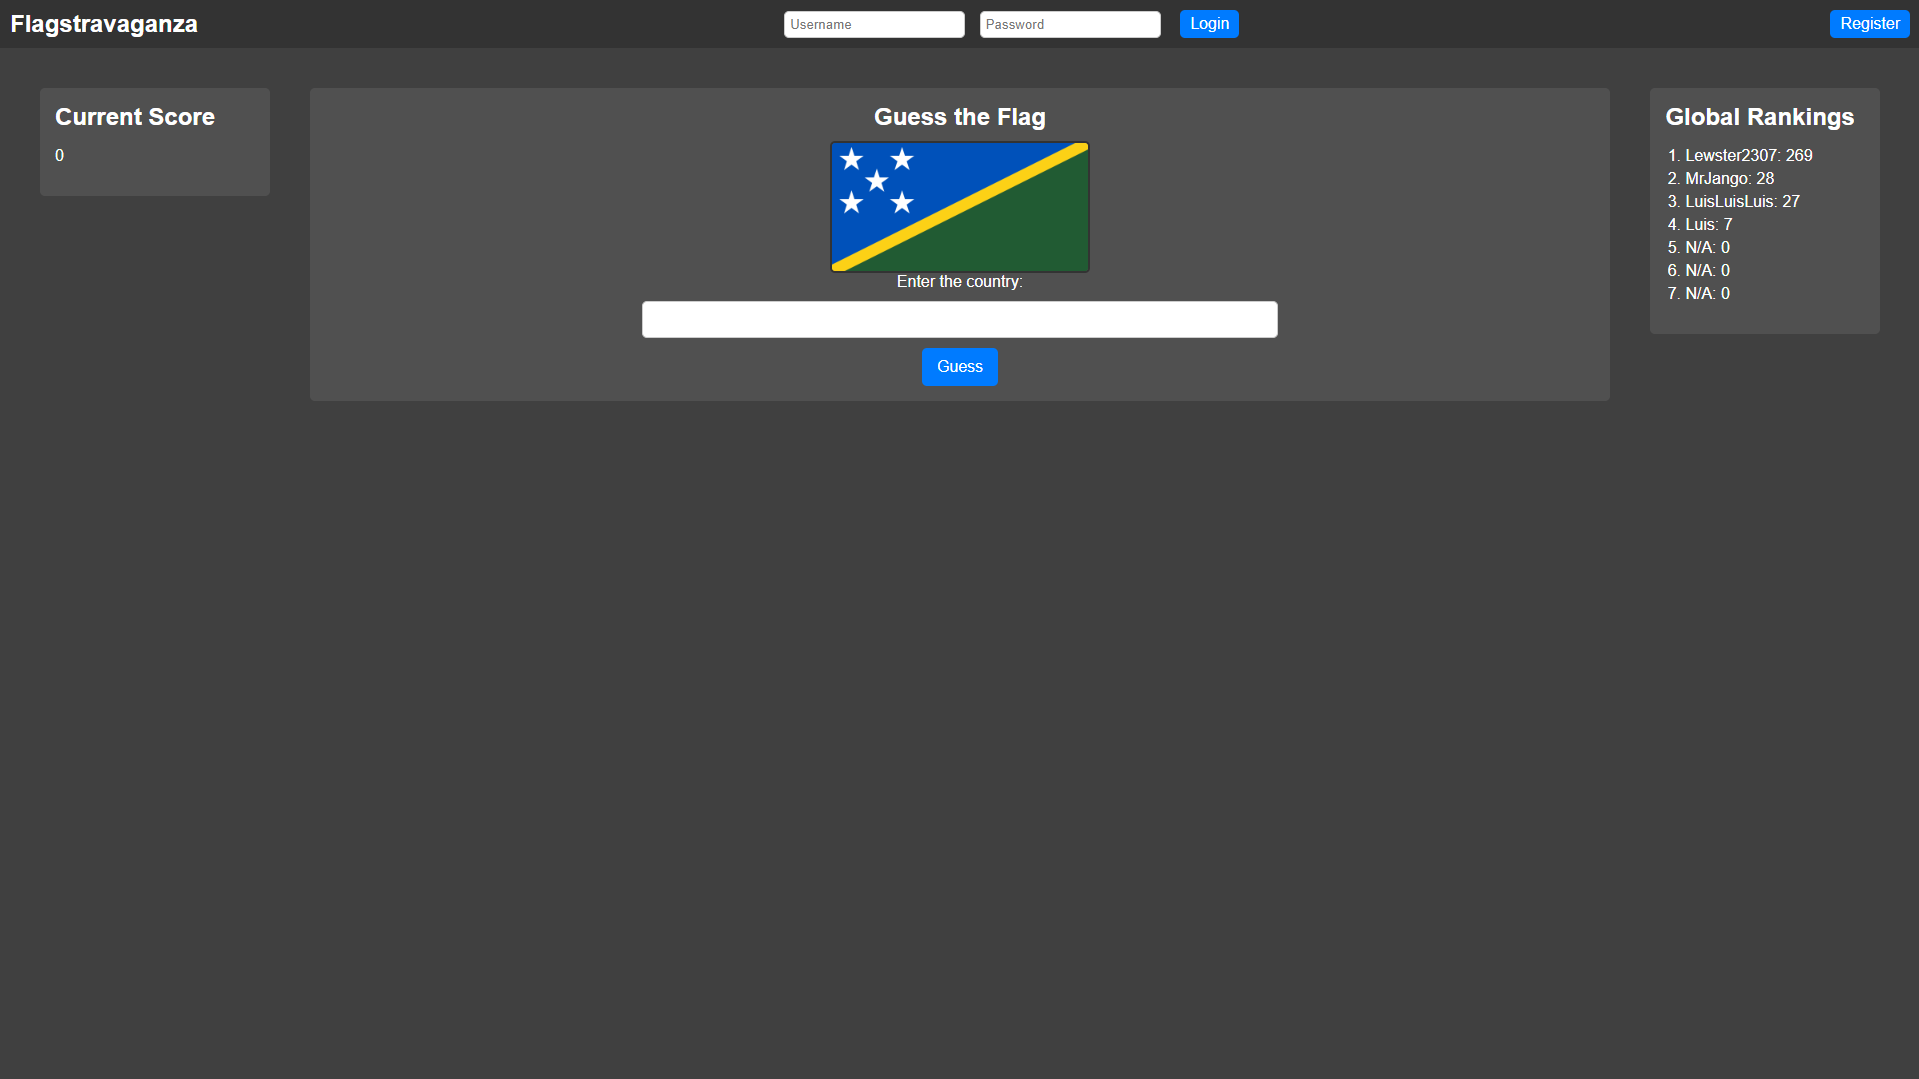 Flagstravaganza
Username
Password
Login
Register
Current Score
0
Guess the Flag
Enter the country:
Guess
Global Rankings
1. Lewster2307: 269
2. MrJango: 28
3. LuisLuisLuis: 27
4. Luis: 7
5. N/A: 0
6. N/A: 0
7. N/A: 0